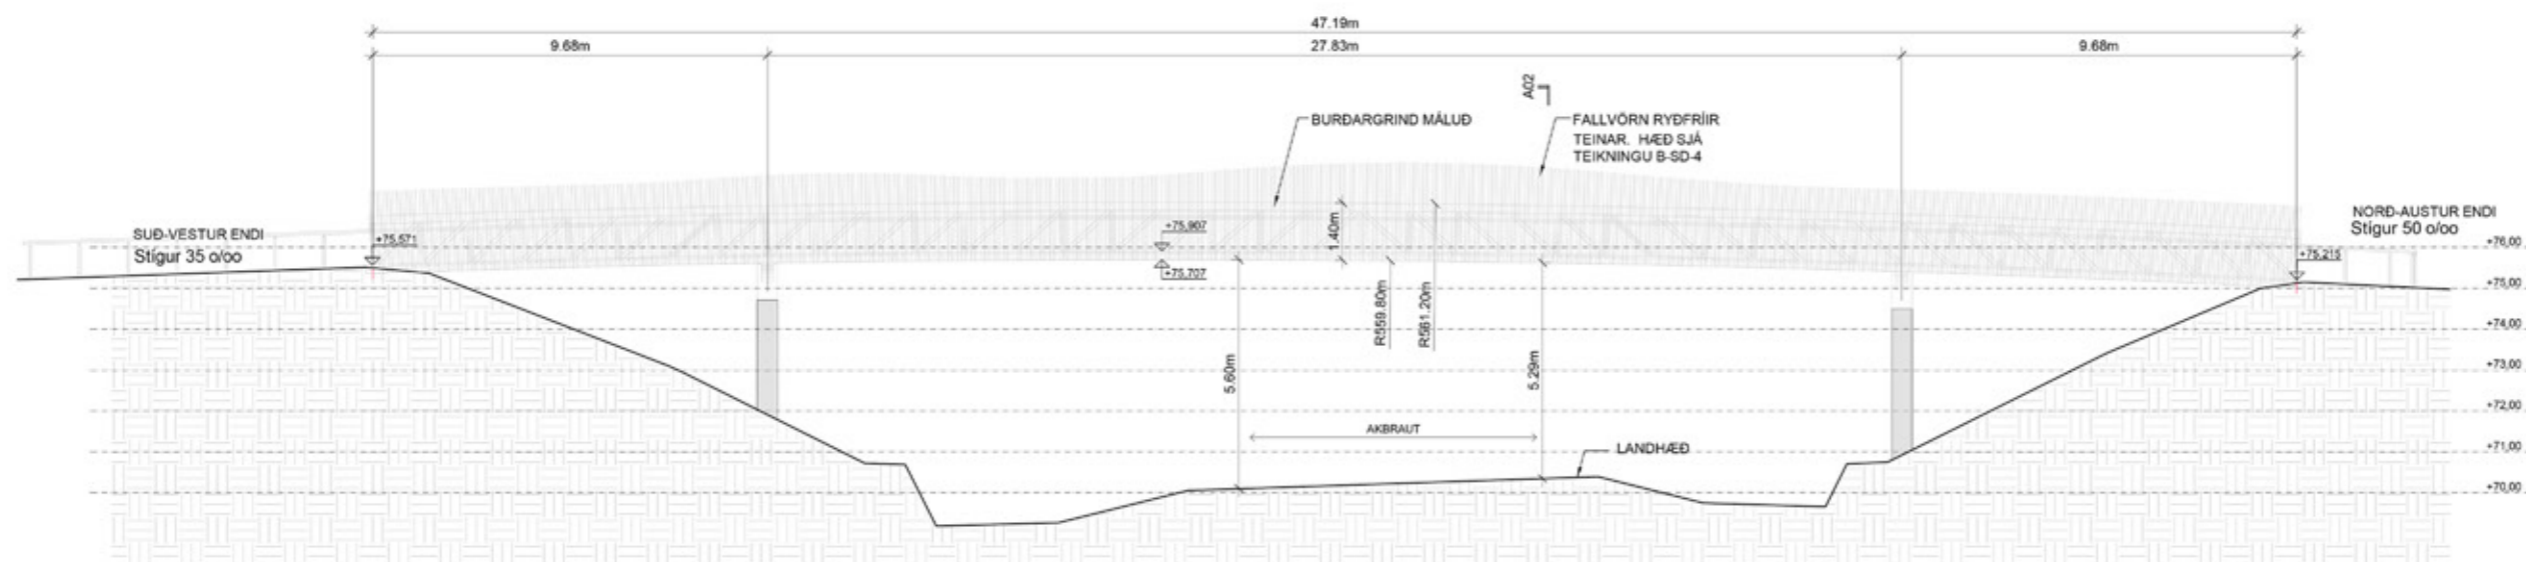 47.19m
9.68m
27.83m
9.68m
A02
BURÐARGRIND MÁLUÐ
FALLVÖRN RYÐFRÍIR
TEINAR. HÆÐ SJÁ
TEIKNINGU B-SD-4
SUÐ-VESTUR ENDI
Stígur 35 o/oo
+75.571
+75.907
+75.707
1.40m
R559.80m
R561.20m
5.60m
5.29m
AKBRAUT
LANDHÆÐ
NORÐ-AUSTUR ENDI
Stígur 50 o/oo
+75.215
+76,00
+75,00
+74,00
+73,00
+72,00
+71,00
+70,00